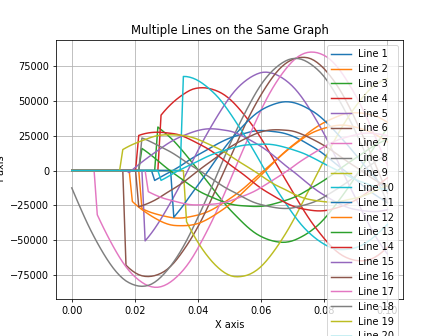 Multiple Lines on the Same Graph
75000
50000
25000
0
−25000
−50000
−75000
0.00
0.02
0.04
0.06
X axis
Line 1
Line 2
Line 3
Line 4
Line 5
Line 6
Line 7
Line 8
Line 9
Line 10
Line 11
Line 12
Line 13
Line 14
Line 15
Line 16
Line 17
Line 18
Line 19
Line 20